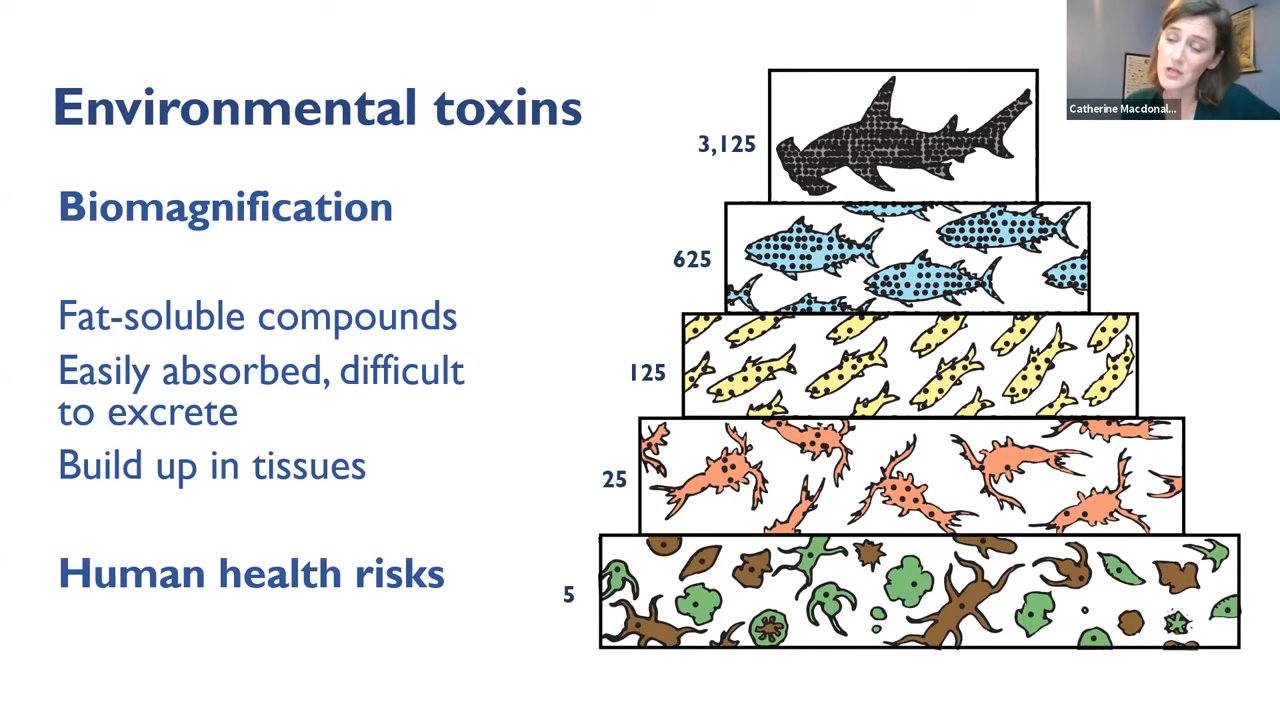 Environmental toxins
Biomagnification
Fat-soluble compounds
Easily absorbed, difficult
to excrete
Build up in tissues
Human health risks
3,125
625
125
25
5
Catherine Macdonal...